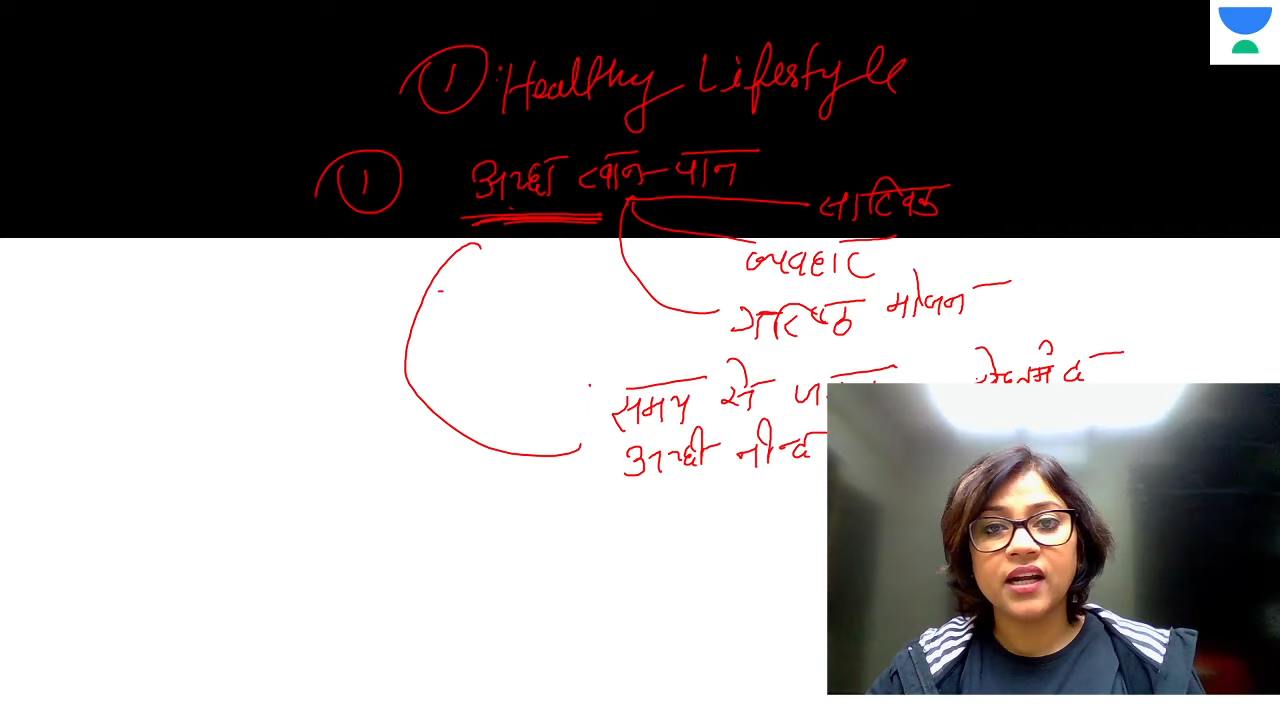 ① Healthy Lifestyle
① अच्छा खान-पान
सात्विक
व्यवहार
गरिष्ठ भोजन
समय से
अच्छी नीन्द